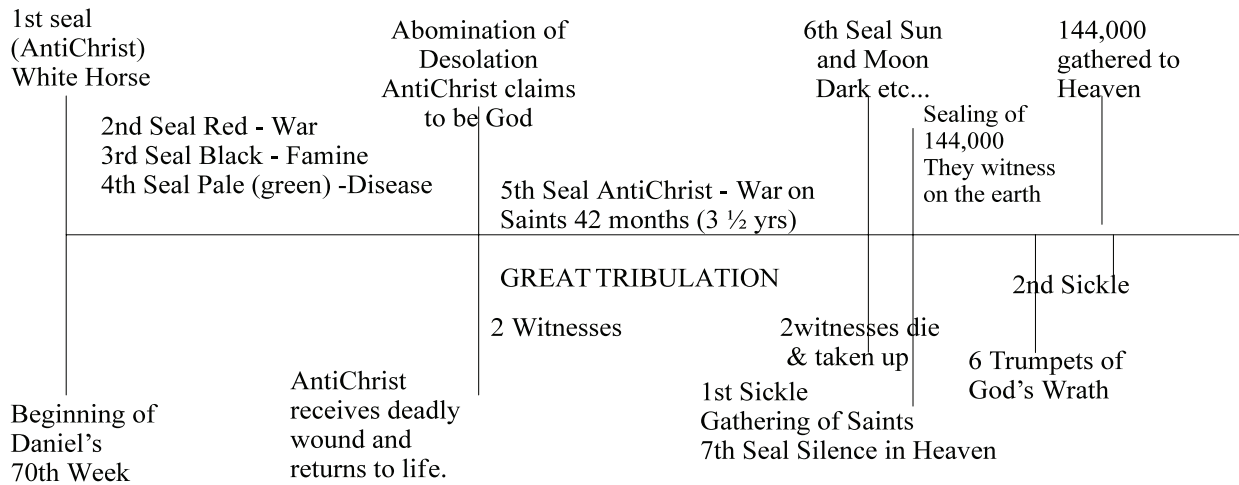 1st seal
(AntiChrist)
White Horse
2nd Seal Red - War
3rd Seal Black - Famine
4th Seal Pale (green) -Disease
Abomination of
Desolation
AntiChrist claims
to be God
5th Seal AntiChrist - War on
Saints 42 months (3 ½ yrs)
6th Seal Sun
and Moon
Dark etc...
Sealing of
144,000
They witness
on the earth
144,000
gathered to
Heaven
GREAT TRIBULATION
2 Witnesses
2witnesses die
& taken up
2nd Sickle
6 Trumpets of
God's Wrath
Beginning of
Daniel's
70th Week
AntiChrist
receives deadly
wound and
returns to life.
1st Sickle
Gathering of Saints
7th Seal Silence in Heaven